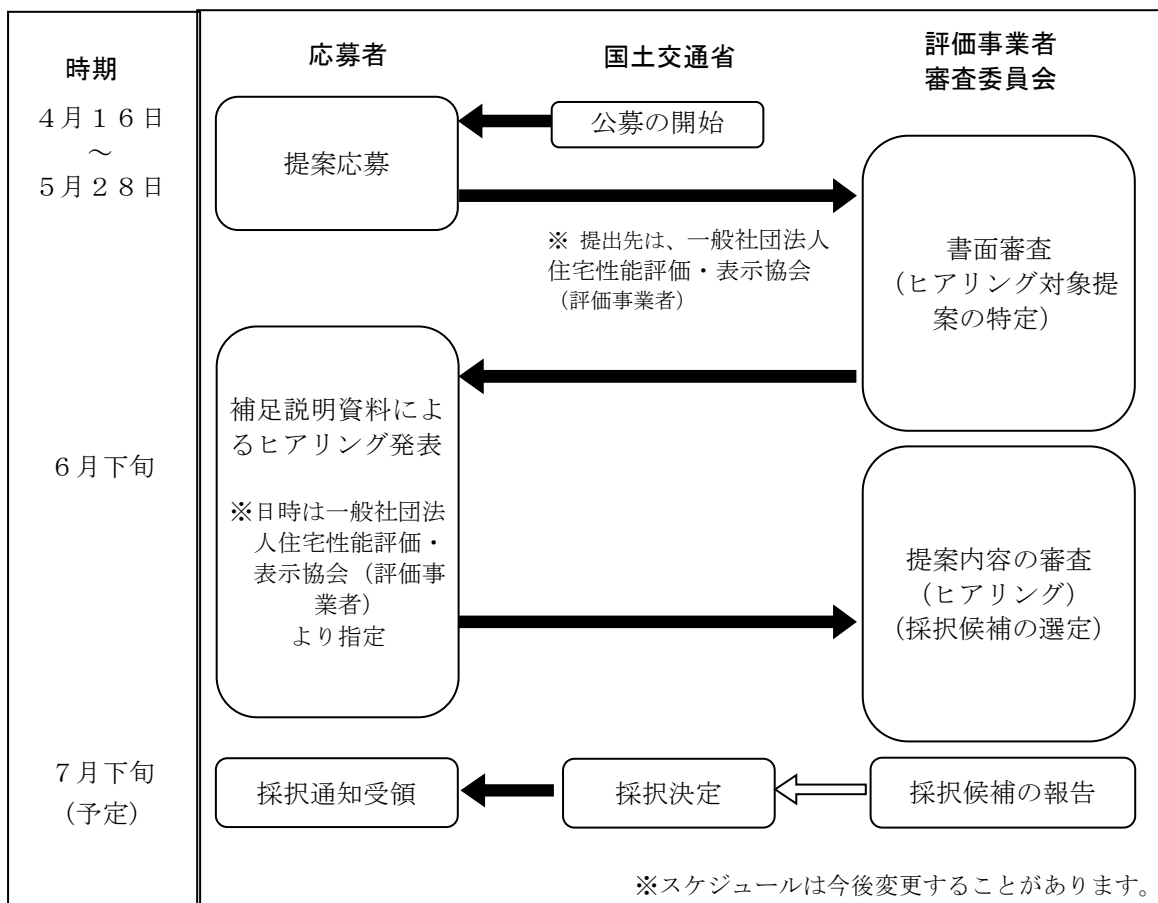 時期
応募者
国土交通省
評価事業者
審査委員会
４月１６日
～
５月２８日
公募の開始
提案応募
※ 提出先は、一般社団法人
住宅性能評価・表示協会
（評価事業者）
書面審査
（ヒアリング対象提
案の特定）
６月下旬
補足説明資料によ
るヒアリング発表
※日時は一般社団法
人住宅性能評価・
表示協会（評価事
業者）
より指定
提案内容の審査
（ヒアリング）
（採択候補の選定）
７月下旬
（予定）
採択通知受領
採択決定
採択候補の報告
※スケジュールは今後変更することがあります。